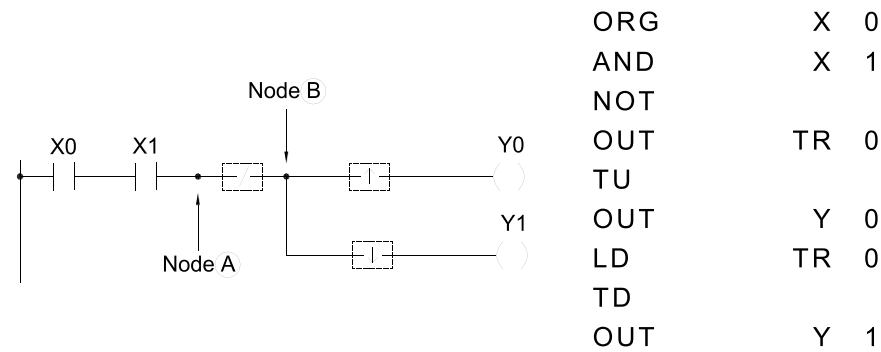 Node B
X0 X1 Y0
Y1
Node A
ORG X 0
AND X 1
NOT
OUT TR 0
TU
OUT Y 0
LD TR 0
TD
OUT Y 1